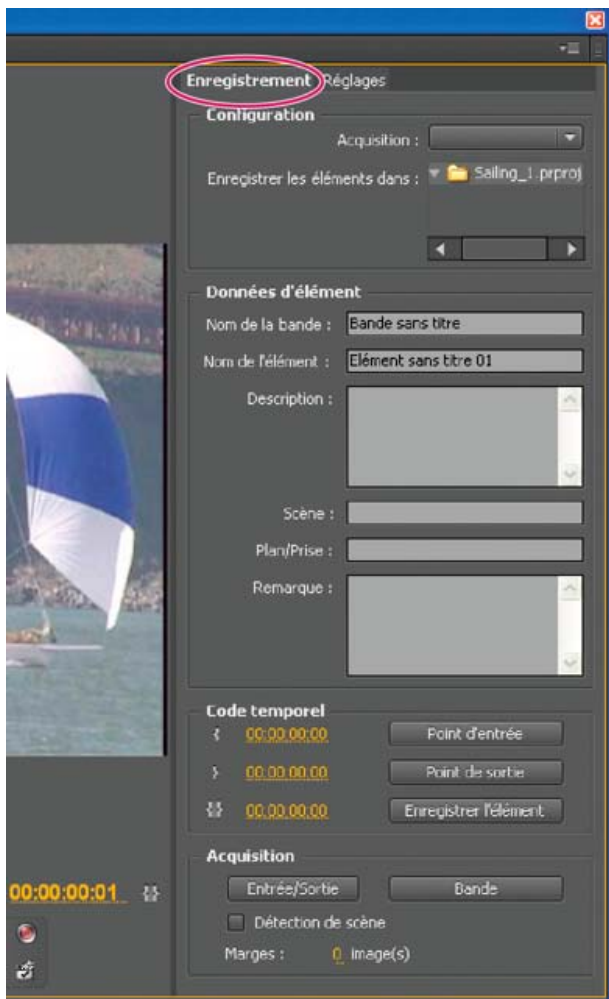 Enregistrement Réglages
Configuration
Acquisition :
Enregistrer les éléments dans : Sailing_1.prproj
Données d'élément
Nom de la bande : Bande sans titre
Nom de l'élément : Elément sans titre 01
Description :
Scène :
Plan/Prise :
Remarque :
Code temporel
{ 00:00:00:00 Point d'entrée
} 00:00:00:00 Point de sortie
{} 00:00:00:00 Enregistrer l'élément
Acquisition
00:00:00:01 {} Entrée/Sortie Bande
Détection de scène
Marges : 0 image(s)